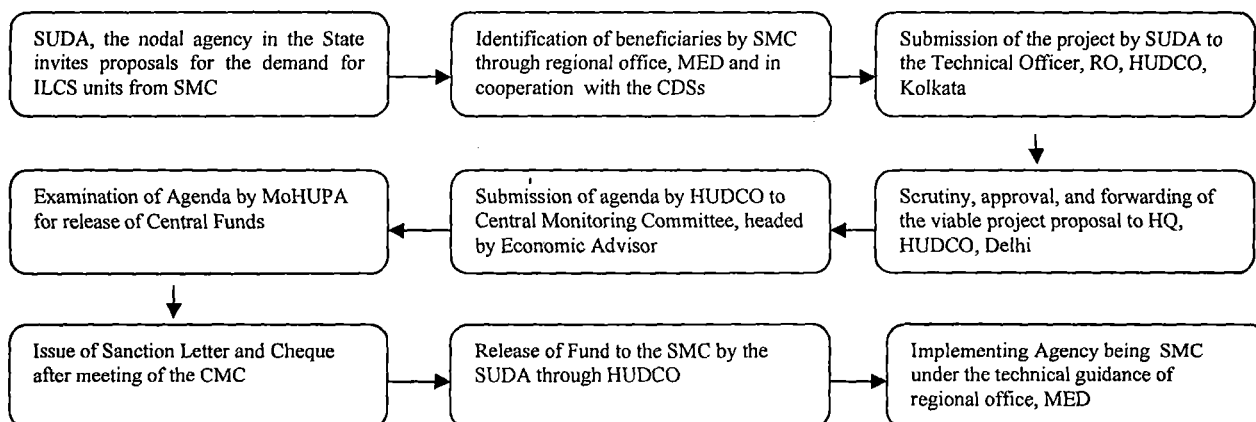 SUDA, the nodal agency in the State
invites proposals for the demand for
ILCS units from SMC
Identification of beneficiaries by SMC
through regional office, MED and in
cooperation with the CDSs
Submission of the project by SUDA to
the Technical Officer, RO, HUDCO,
Kolkata
Scrutiny, approval, and forwarding of
the viable project proposal to HQ,
HUDCO, Delhi
Submission of agenda by HUDCO to
Central Monitoring Committee, headed
by Economic Advisor
Examination of Agenda by MoHUPA
for release of Central Funds
Issue of Sanction Letter and Cheque
after meeting of the CMC
Release of Fund to the SMC by the
SUDA through HUDCO
Implementing Agency being SMC
under the technical guidance of
regional office, MED